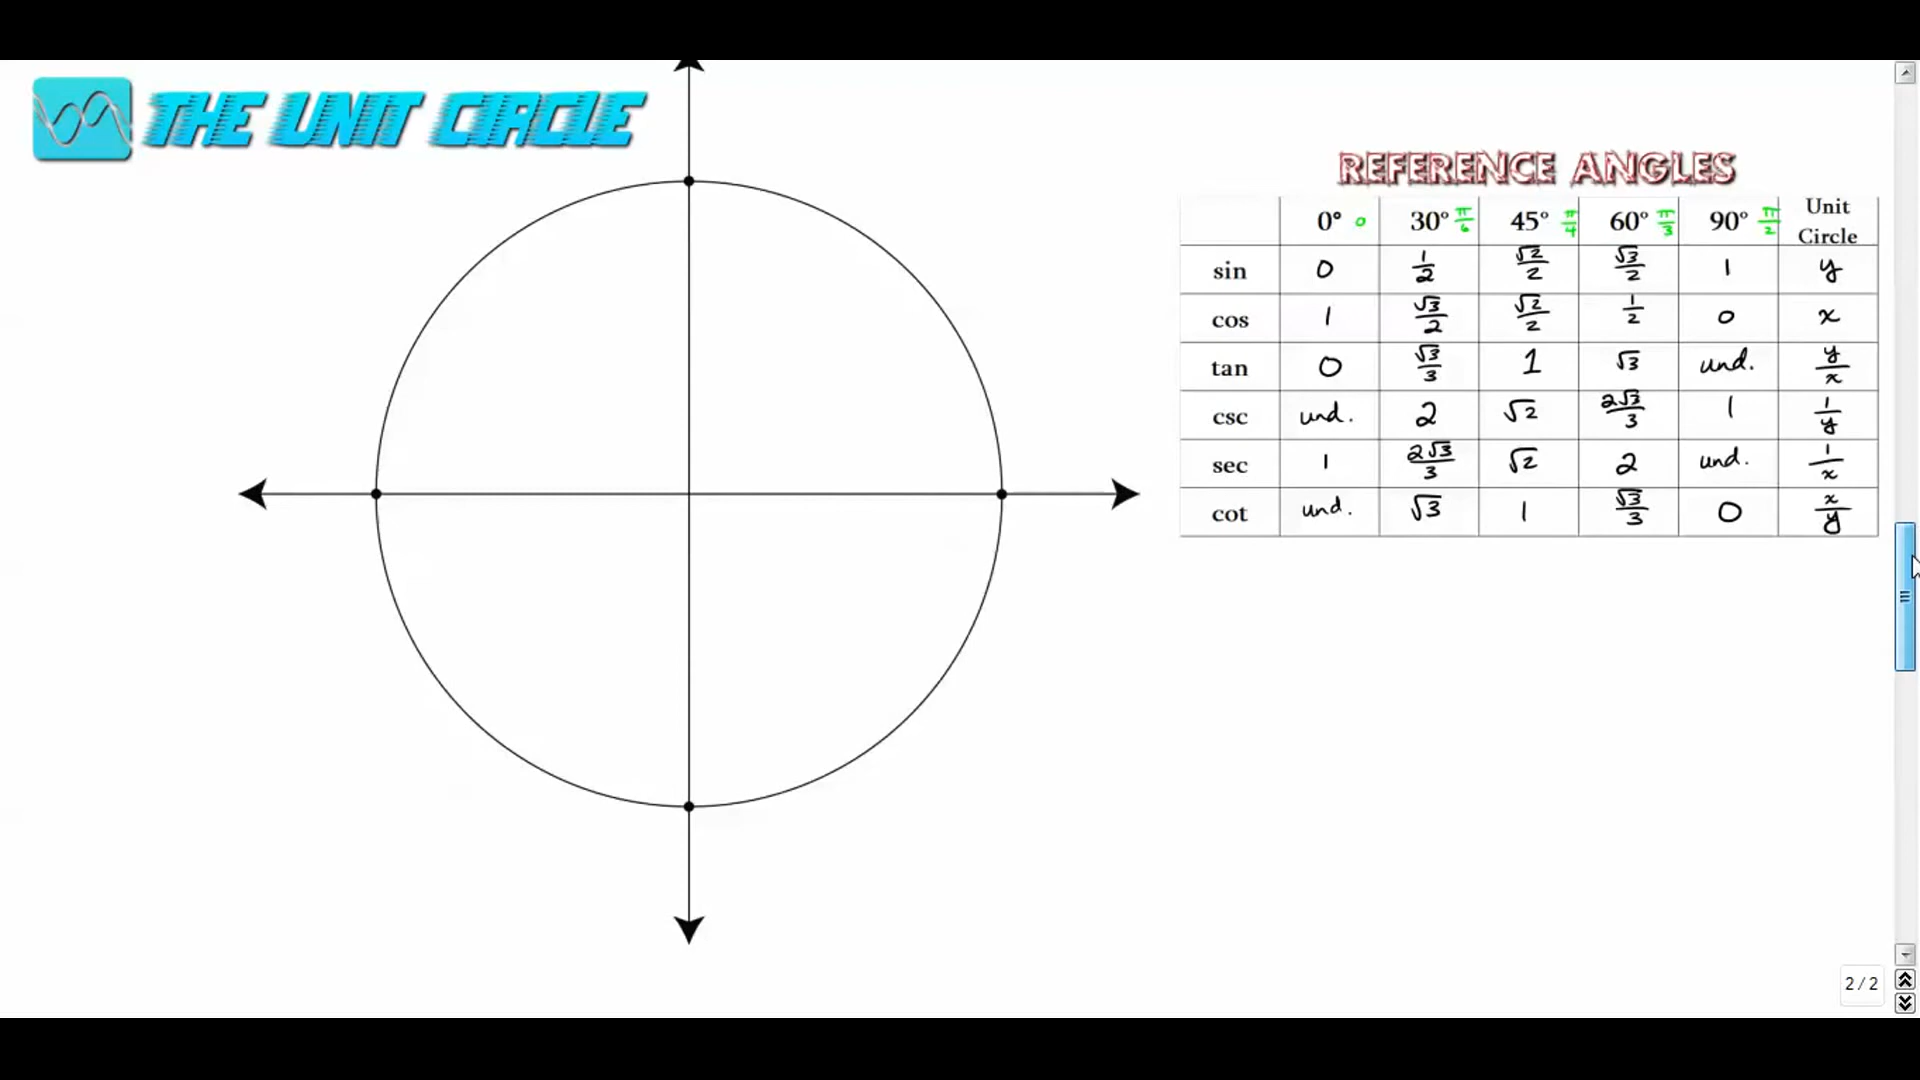 THE UNIT CIRCLE
REFERENCE ANGLES
0° 0 30° π/6 45° π/4 60° π/3 90° π/2 Unit Circle
sin 0 1/2 √2/2 √3/2 1 y
cos 1 √3/2 √2/2 1/2 0 x
tan 0 √3/3 1 √3 und. y/x
csc und. 2 √2 2√3/3 1 1/y
sec 1 2√3/3 √2 2 und. 1/x
cot und. √3 1 √3/3 0 x/y
2 / 2